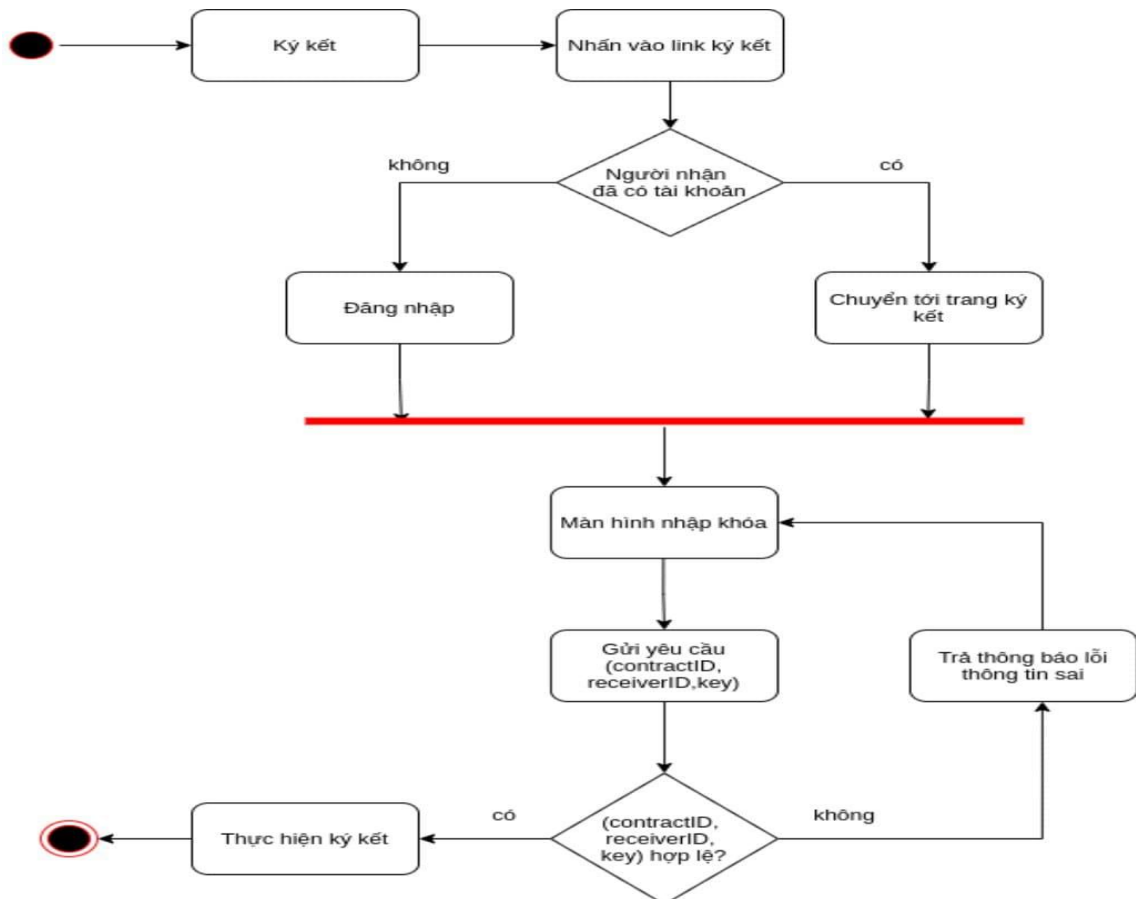 Ký kết
Nhấn vào link ký kết
không
Người nhận
đã có tài khoản
có
Đăng nhập
Chuyển tới trang ký
kết
Màn hình nhập khóa
Gửi yêu cầu
(contractID,
receiverID,key)
Trả thông báo lỗi
thông tin sai
Thực hiện ký kết
có
(contractID,
receiverID,
key) hợp lệ?
không